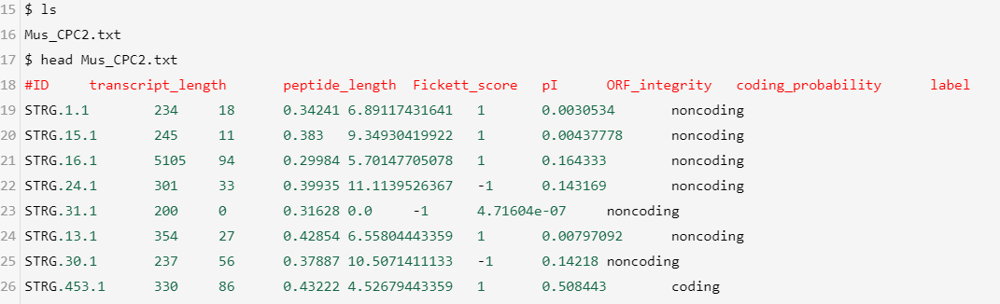 15 $ ls
16 Mus_CPC2.txt
17 $ head Mus_CPC2.txt
18 #ID transcript_length peptide_length Fickett_score pI ORF_integrity coding_probability label
19 STRG.1.1 234 18 0.34241 6.89117431641 1 0.0030534 noncoding
20 STRG.15.1 245 11 0.383 9.34930419922 1 0.00437778 noncoding
21 STRG.16.1 5105 94 0.29984 5.70147705078 1 0.164333 noncoding
22 STRG.24.1 301 33 0.39935 11.1139526367 -1 0.143169 noncoding
23 STRG.31.1 200 0 0.31628 0.0 -1 4.71604e-07 noncoding
24 STRG.13.1 354 27 0.42854 6.55804443359 1 0.00797092 noncoding
25 STRG.30.1 237 56 0.37887 10.5071411133 -1 0.14218 noncoding
26 STRG.453.1 330 86 0.43222 4.52679443359 1 0.508443 coding